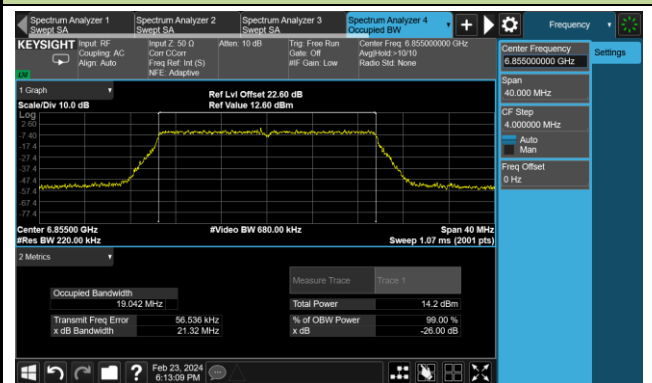 Spectrum Analyzer 1
Swept SA
Spectrum Analyzer 2
Swept SA
Spectrum Analyzer 3
Swept SA
Spectrum Analyzer 4
Occupied BW
Frequency
KEYSIGHT
Input: RF
Coupling: AC
Align: Auto
Input Z: 50 Ω
Corr CCorr
Freq Ref: Int (S)
NFE: Adaptive
Atten: 10 dB
Trig: Free Run
Gate: Off
#IF Gain: Low
Center Freq: 6.855000000 GHz
Avg|Hold:>10/10
Radio Std: None
Center Frequency
6.855000000 GHz
Settings
Span
40.000 MHz
CF Step
4.000000 MHz
Auto
Man
Freq Offset
0 Hz
1 Graph
Scale/Div 10.0 dB
Ref Lvl Offset 22.60 dB
Ref Value 12.60 dBm
Log
2.60
-7.40
-17.4
-27.4
-37.4
-47.4
-57.4
-67.4
-77.4
Center 6.85500 GHz
#Res BW 220.00 kHz
#Video BW 680.00 kHz
Span 40 MHz
Sweep 1.07 ms (2001 pts)
2 Metrics
Measure Trace
Trace 1
Occupied Bandwidth
19.042 MHz
Total Power
14.2 dBm
Transmit Freq Error
56.536 kHz
% of OBW Power
99.00 %
x dB Bandwidth
21.32 MHz
x dB
-26.00 dB
Feb 23, 2024
6:13:09 PM